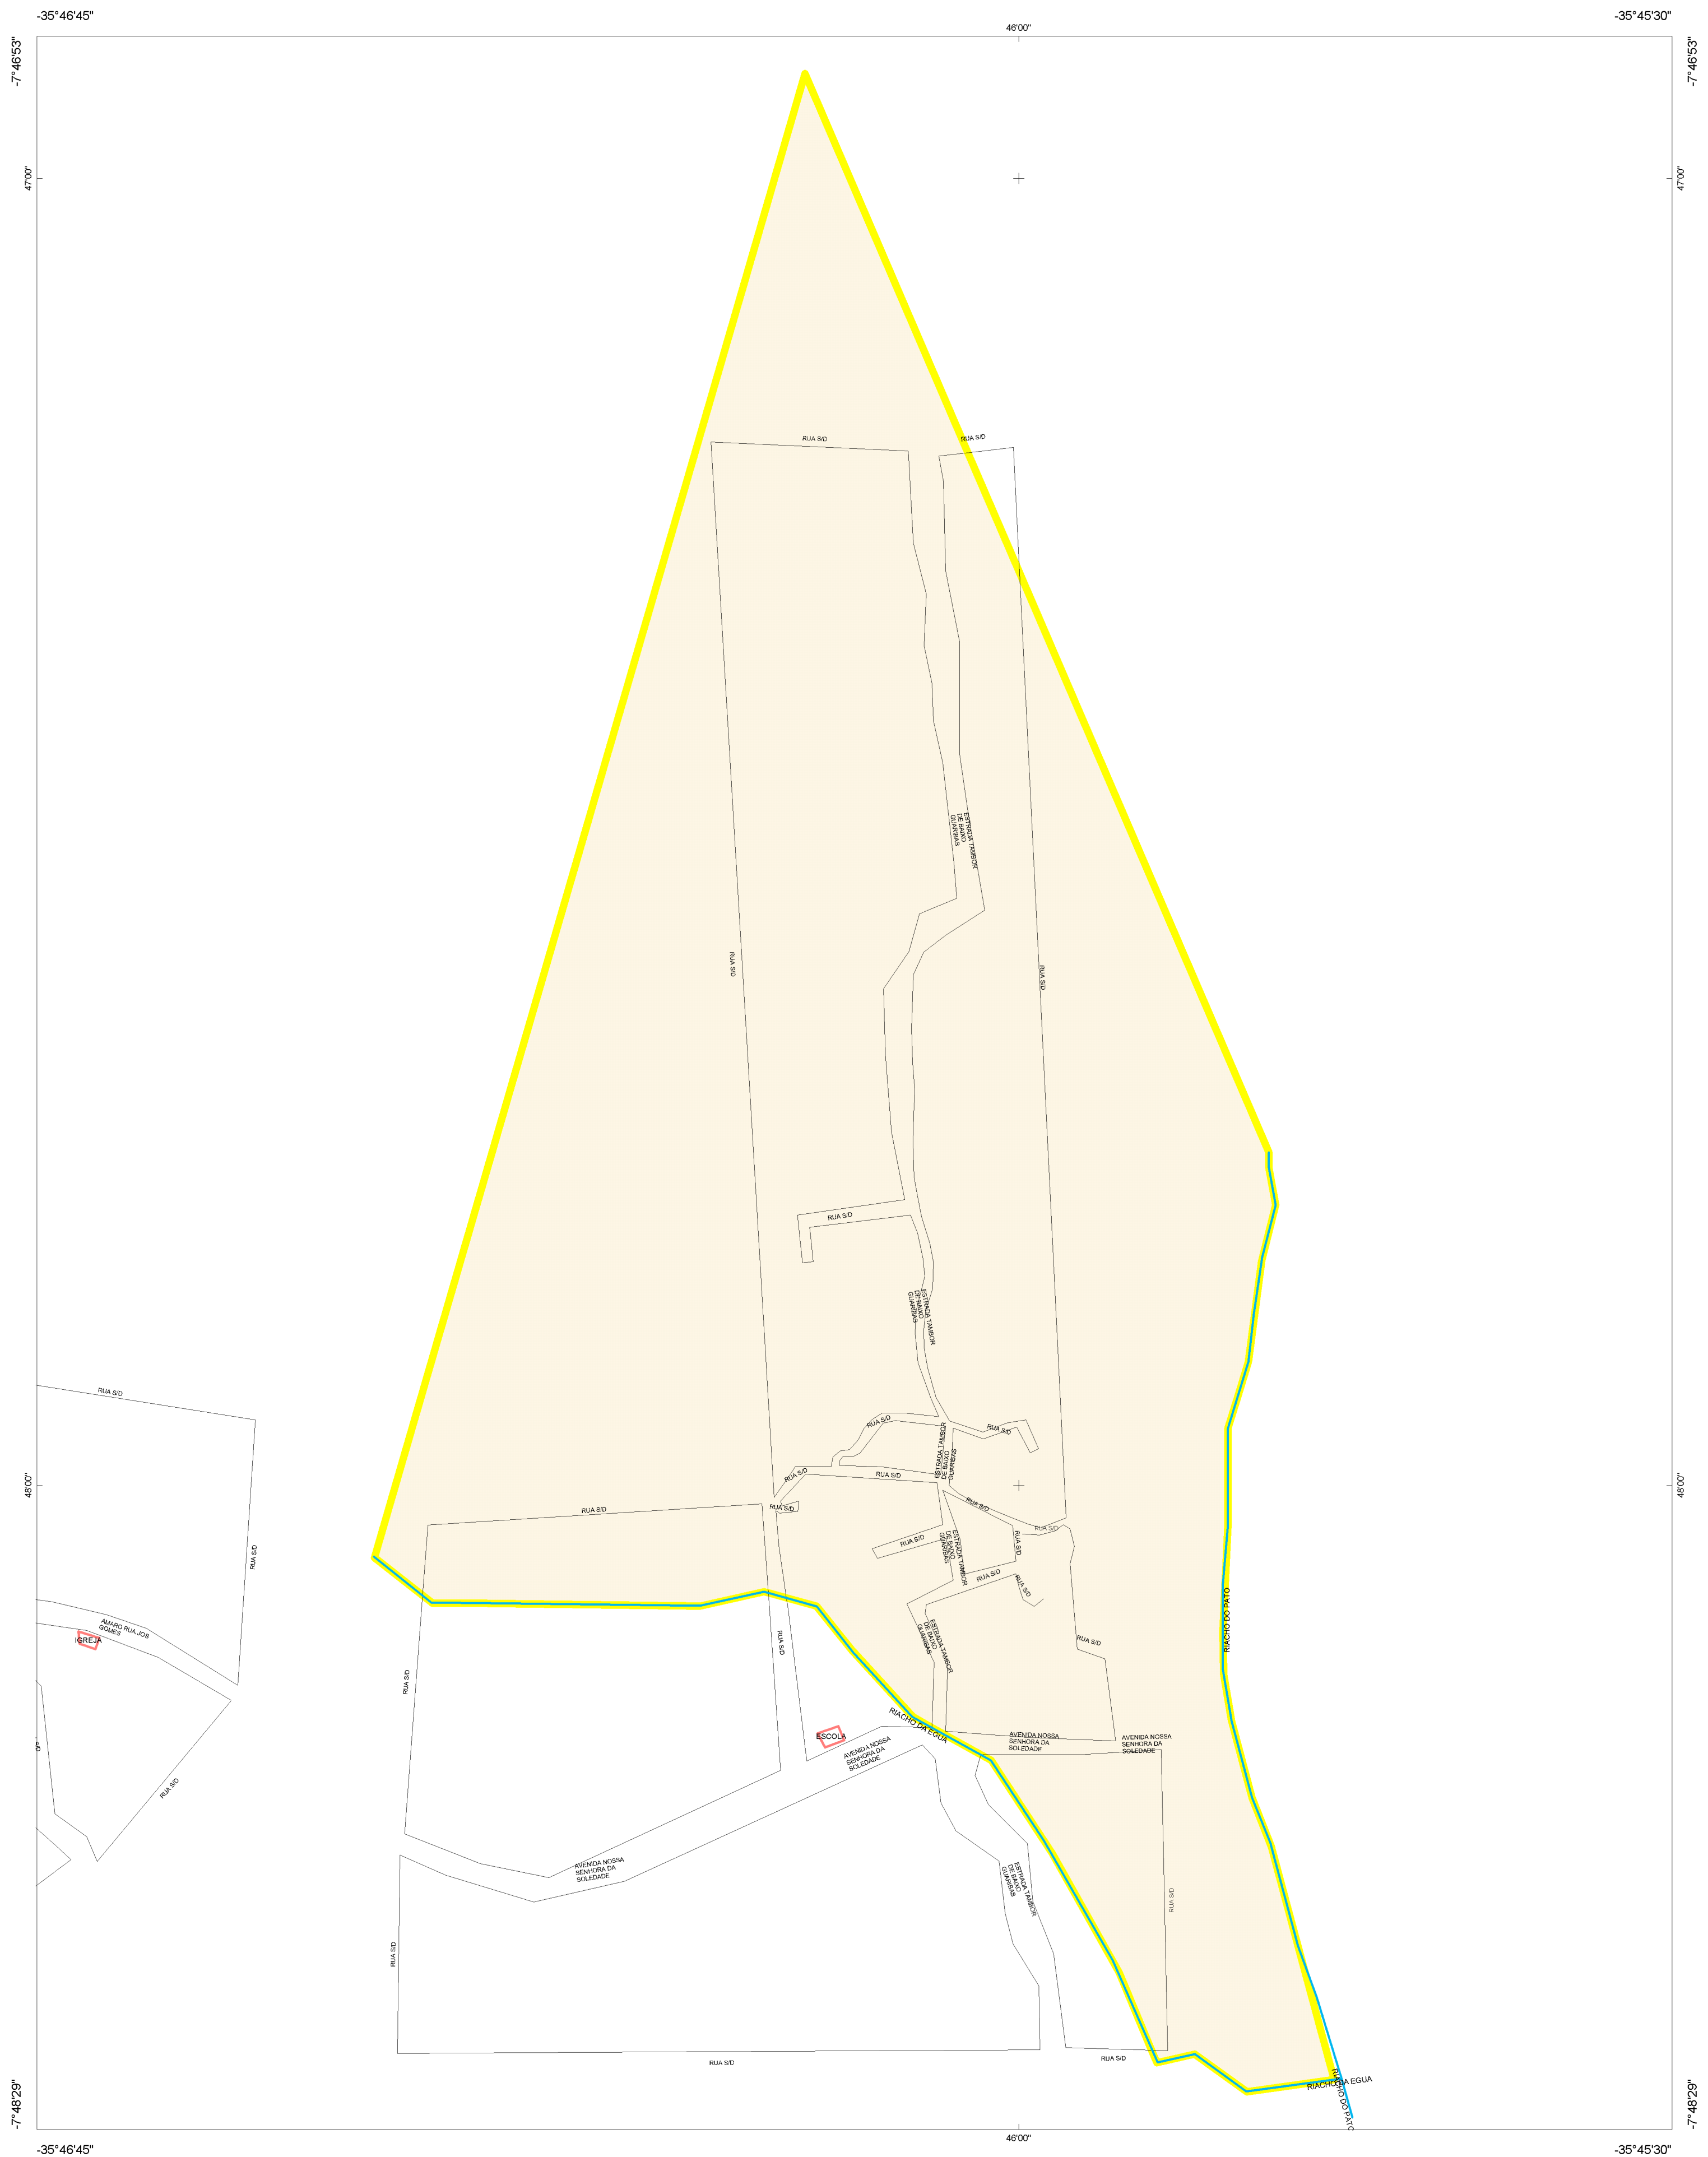 -35°46'45"
-35°45'30"
46'00"
-7°46'53"
-7°46'53"
47'00"
47'00"
RUA S/D
RUA S/D
ESTRADA TAMBOR
DE BAIXO
GUARIBAS
RUA S/D
RUA S/D
RUA S/D
ESTRADA TAMBOR
DE BAIXO
GUARIBAS
RUA S/D
RUA S/D
RUA S/D
ESTRADA TAMBOR
DE BAIXO
GUARIBAS
RUA S/D
RUA S/D
48'00"
48'00"
RUA S/D
RUA S/D
RUA S/D
RUA S/D
RUA S/D
RUA S/D
RUA S/D
ESTRADA TAMBOR
DE BAIXO
GUARIBAS
RUA S/D
RUA S/D
RUA S/D
AMARO RUA JOS
GOMES
IGREJA
RIACHO DO PATO
ESTRADA TAMBOR
DE BAIXO
GUARIBAS
RUA S/D
RUA S/D
RUA S/D
RIACHO DA EGUA
ESCOLA
AVENIDA NOSSA
SENHORA DA
SOLEDADE
AVENIDA NOSSA
SENHORA DA
SOLEDADE
AVENIDA NOSSA
SENHORA DA
SOLEDADE
RUA S/D
AVENIDA NOSSA
SENHORA DA
SOLEDADE
ESTRADA TAMBOR
DE BAIXO
GUARIBAS
RUA S/D
RUA S/D
RUA S/D
RUA S/D
RIACHO DA EGUA
RIACHO DO PATO
-7°48'29"
-7°48'29"
-35°46'45"
46'00"
-35°45'30"